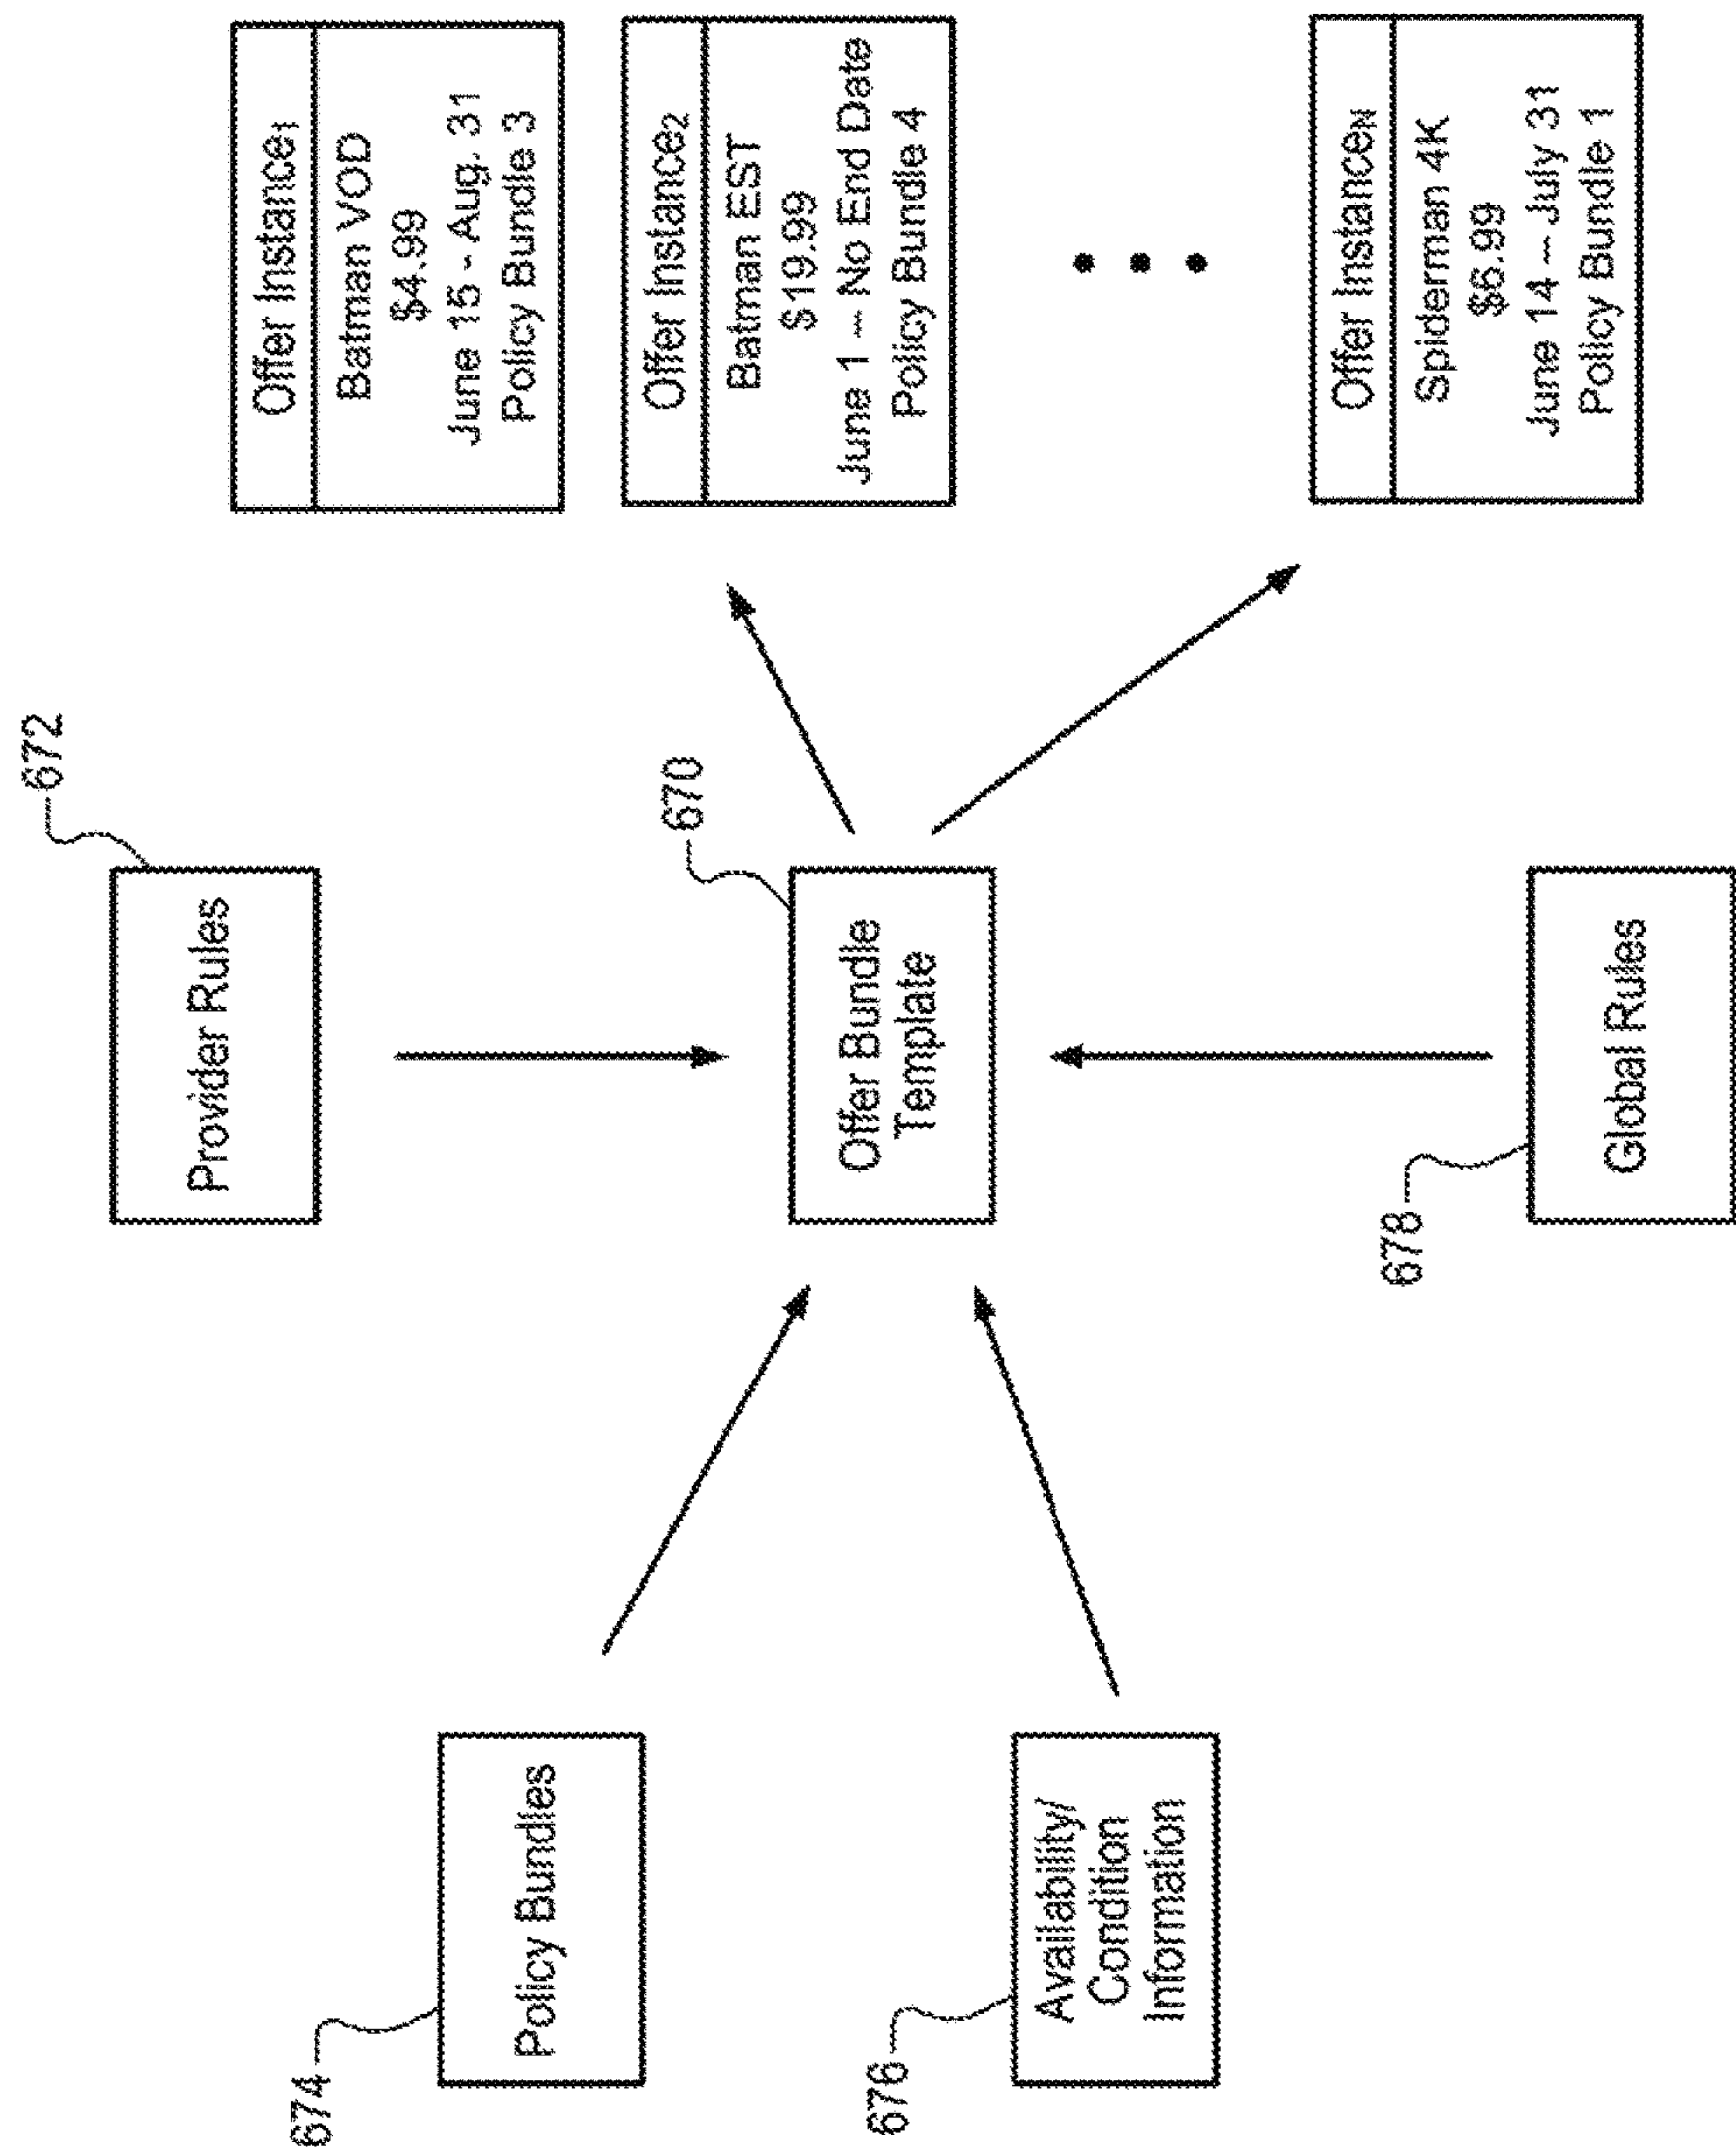 672
Provider Rules
674
Policy Bundles
676
Availability/
Condition
Information
670
Offer Bundle
Template
678
Global Rules
Offer Instance1
Batman VOD
$4.99
June 15 - Aug. 31
Policy Bundle 3
Offer Instance2
Batman EST
$19.99
June 1 – No End Date
Policy Bundle 4
Offer InstanceN
Spiderman 4K
$6.99
June 14 – July 31
Policy Bundle 1